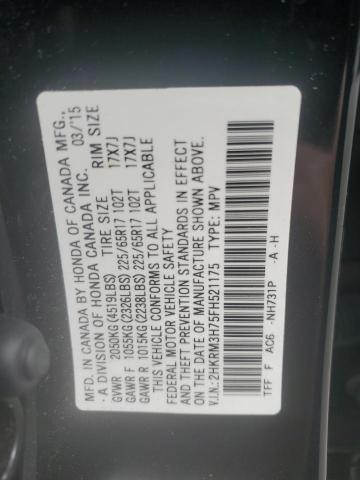 MFD. IN CANADA BY HONDA OF CANADA MFG.,
- A DIVISION OF HONDA CANADA INC. 03/'15
TIRE SIZE RIM SIZE
GVWR 2050KG(4519LBS)
GAWR F 1055KG(2326LBS) 225/65R17 102T 17X7J
GAWR R 1015KG(2238LBS) 225/65R17 102T 17X7J
THIS VEHICLE CONFORMS TO ALL APPLICABLE
FEDERAL MOTOR VEHICLE SAFETY
AND THEFT PREVENTION STANDARDS IN EFFECT
ON THE DATE OF MANUFACTURE SHOWN ABOVE.
V.I.N.:2HKRM3H75FH521175 TYPE: MPV
TFF F AC6 -NH731P -A -H